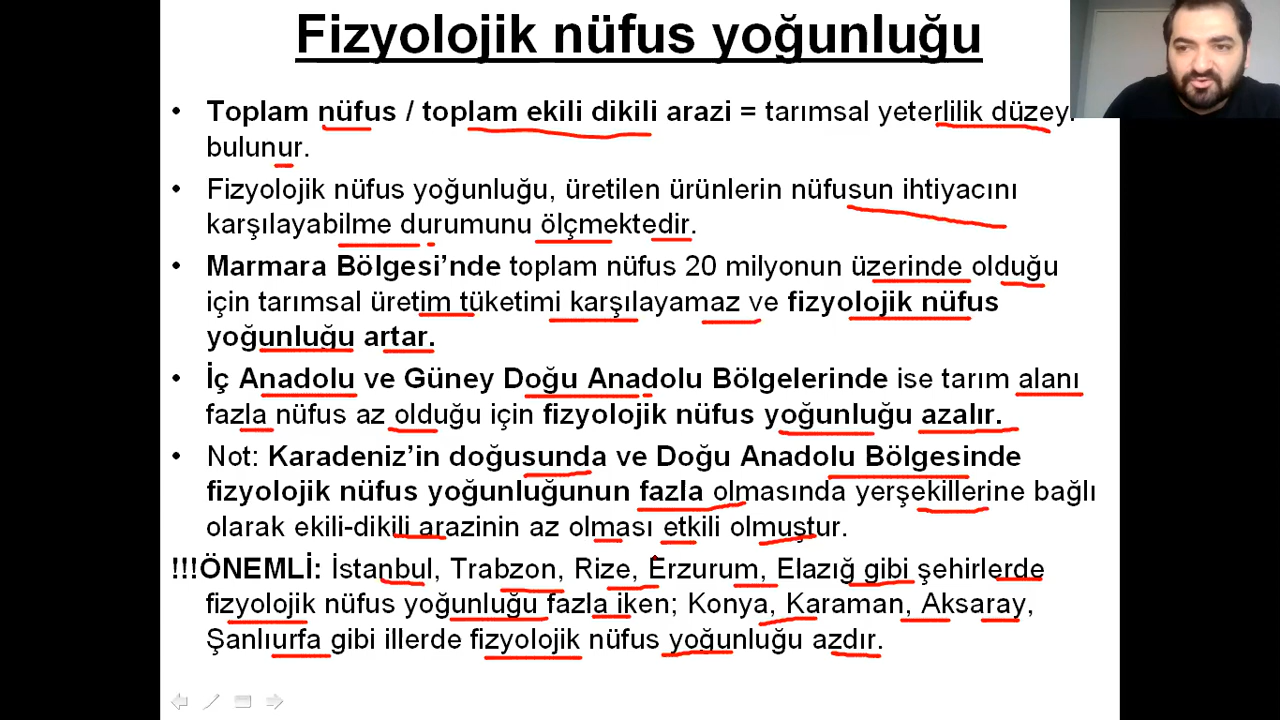 Fizyolojik nüfus yoğunluğu
• Toplam nüfus / toplam ekili dikili arazi = tarımsal yeterlilik düzeyi
bulunur.
• Fizyolojik nüfus yoğunluğu, üretilen ürünlerin nüfusun ihtiyacını
karşılayabilme durumunu ölçmektedir.
• Marmara Bölgesi’nde toplam nüfus 20 milyonun üzerinde olduğu
için tarımsal üretim tüketimi karşılayamaz ve fizyolojik nüfus
yoğunluğu artar.
• İç Anadolu ve Güney Doğu Anadolu Bölgelerinde ise tarım alanı
fazla nüfus az olduğu için fizyolojik nüfus yoğunluğu azalır.
• Not: Karadeniz’in doğusunda ve Doğu Anadolu Bölgesinde
fizyolojik nüfus yoğunluğunun fazla olmasında yerşekillerine bağlı
olarak ekili-dikili arazinin az olması etkili olmuştur.
!!!ÖNEMLİ: İstanbul, Trabzon, Rize, Erzurum, Elazığ gibi şehirlerde
fizyolojik nüfus yoğunluğu fazla iken; Konya, Karaman, Aksaray,
Şanlıurfa gibi illerde fizyolojik nüfus yoğunluğu azdır.